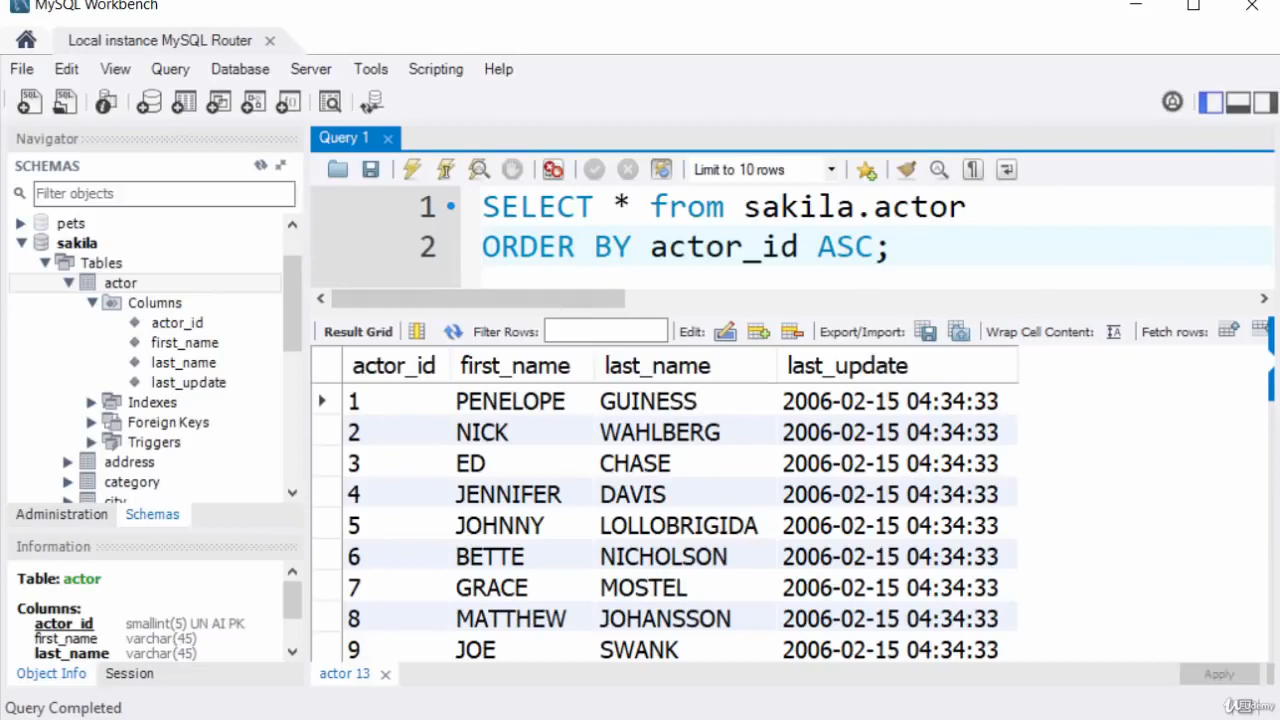 MySQL Workbench
Local instance MySQL Router
File Edit View Query Database Server Tools Scripting Help
Navigator
SCHEMAS
Filter objects
pets
sakila
Tables
actor
Columns
actor_id
first_name
last_name
last_update
Indexes
Foreign Keys
Triggers
address
category
city
Administration Schemas
Information
Table: actor
Columns:
actor_id smallint(5) UN AI PK
first_name varchar(45)
last_name varchar(45)
Object Info Session
Query Completed
Query 1
Limit to 10 rows
1 SELECT * from sakila.actor
2 ORDER BY actor_id ASC;
Result Grid Filter Rows: Edit: Export/Import: Wrap Cell Content: Fetch rows:
actor_id first_name last_name last_update
1 PENELOPE GUINESS 2006-02-15 04:34:33
2 NICK WAHLBERG 2006-02-15 04:34:33
3 ED CHASE 2006-02-15 04:34:33
4 JENNIFER DAVIS 2006-02-15 04:34:33
5 JOHNNY LOLLOBRIGIDA 2006-02-15 04:34:33
6 BETTE NICHOLSON 2006-02-15 04:34:33
7 GRACE MOSTEL 2006-02-15 04:34:33
8 MATTHEW JOHANSSON 2006-02-15 04:34:33
9 JOE SWANK 2006-02-15 04:34:33
actor 13
Apply